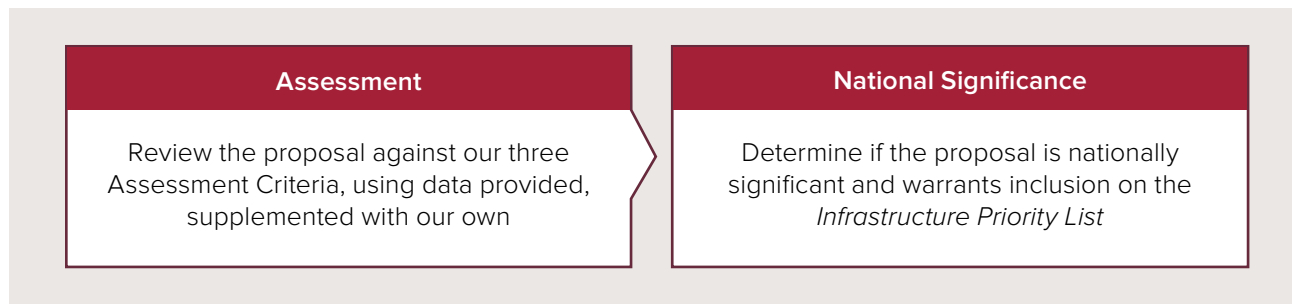 Assessment
Review the proposal against our three
Assessment Criteria, using data provided,
supplemented with our own
National Significance
Determine if the proposal is nationally
significant and warrants inclusion on the
Infrastructure Priority List